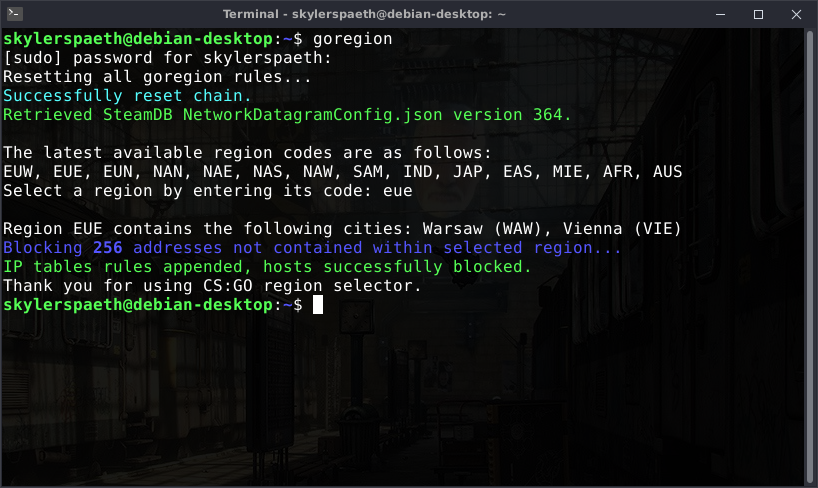 Terminal - skylerspaeth@debian-desktop: ~
skylerspaeth@debian-desktop:~$ goregion
[sudo] password for skylerspaeth:
Resetting all goregion rules...
Successfully reset chain.
Retrieved SteamDB NetworkDatagramConfig.json version 364.
The latest available region codes are as follows:
EUW, EUE, EUN, NAN, NAE, NAS, NAW, SAM, IND, JAP, EAS, MIE, AFR, AUS
Select a region by entering its code: eue
Region EUE contains the following cities: Warsaw (WAW), Vienna (VIE)
Blocking 256 addresses not contained within selected region...
IP tables rules appended, hosts successfully blocked.
Thank you for using CS:GO region selector.
skylerspaeth@debian-desktop:~$